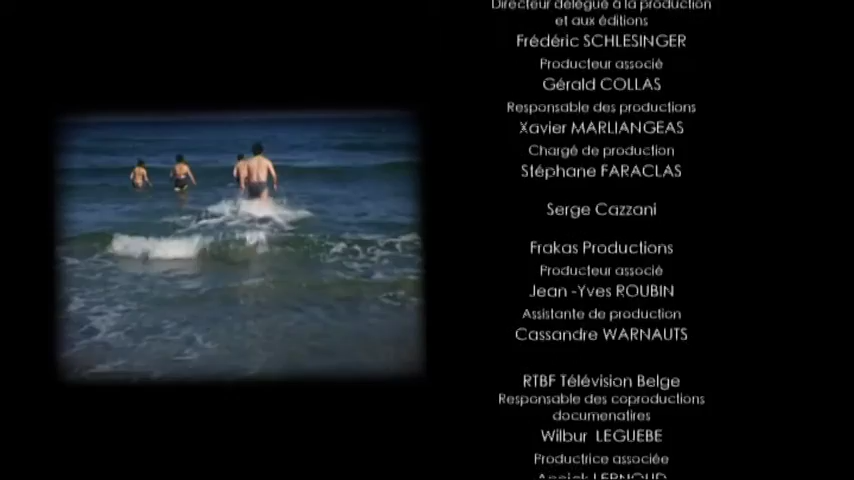 Directeur délégué à la production
et aux éditions
Frédéric SCHLESINGER
Producteur associé
Gérald COLLAS
Responsable des productions
Xavier MARLIANGEAS
Chargé de production
Stéphane FARACLAS
Serge Cazzani
Frakas Productions
Producteur associé
Jean -Yves ROUBIN
Assistante de production
Cassandre WARNAUTS
RTBF Télévision Belge
Responsable des coproductions
documenatires
Wilbur LEGUEBE
Productrice associée
Annick LERNOUD